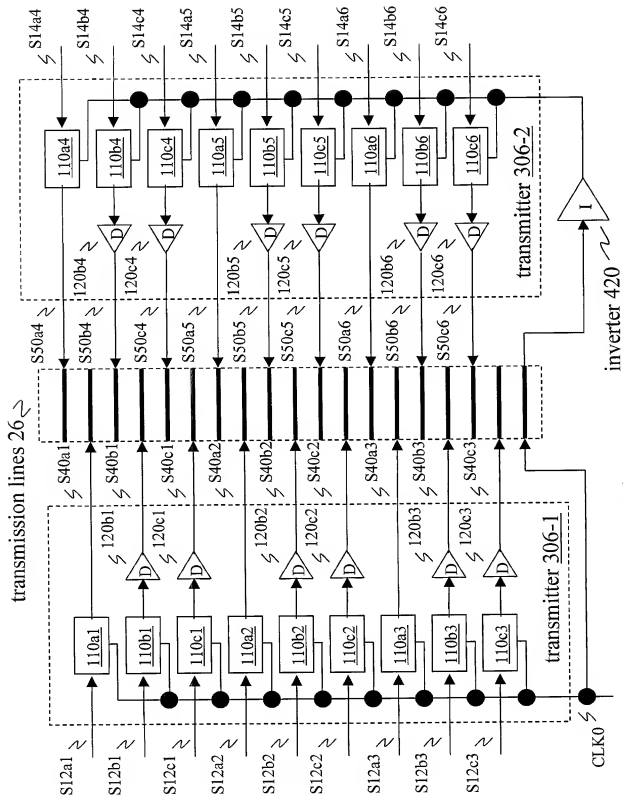 S14a4
S14b4
S14c4
S14a5
S14b5
S14c5
S14a6
S14b6
S14c6
110a4
110b4
110c4
110a5
110b5
110c5
110a6
110b6
110c6
D
D
D
D
D
D
120b4
120c4
120b5
120c5
120b6
120c6
transmitter 306-2
I
inverter 420
S50a4
S50b4
S50c4
S50a5
S50b5
S50c5
S50a6
S50b6
S50c6
transmission lines 26
S40a1
S40b1
S40c1
S40a2
S40b2
S40c2
S40a3
S40b3
S40c3
120b1
120c1
120b2
120c2
120b3
120c3
D
D
D
D
D
D
110a1
110b1
110c1
110a2
110b2
110c2
110a3
110b3
110c3
transmitter 306-1
S12a1
S12b1
S12c1
S12a2
S12b2
S12c2
S12a3
S12b3
S12c3
CLK0